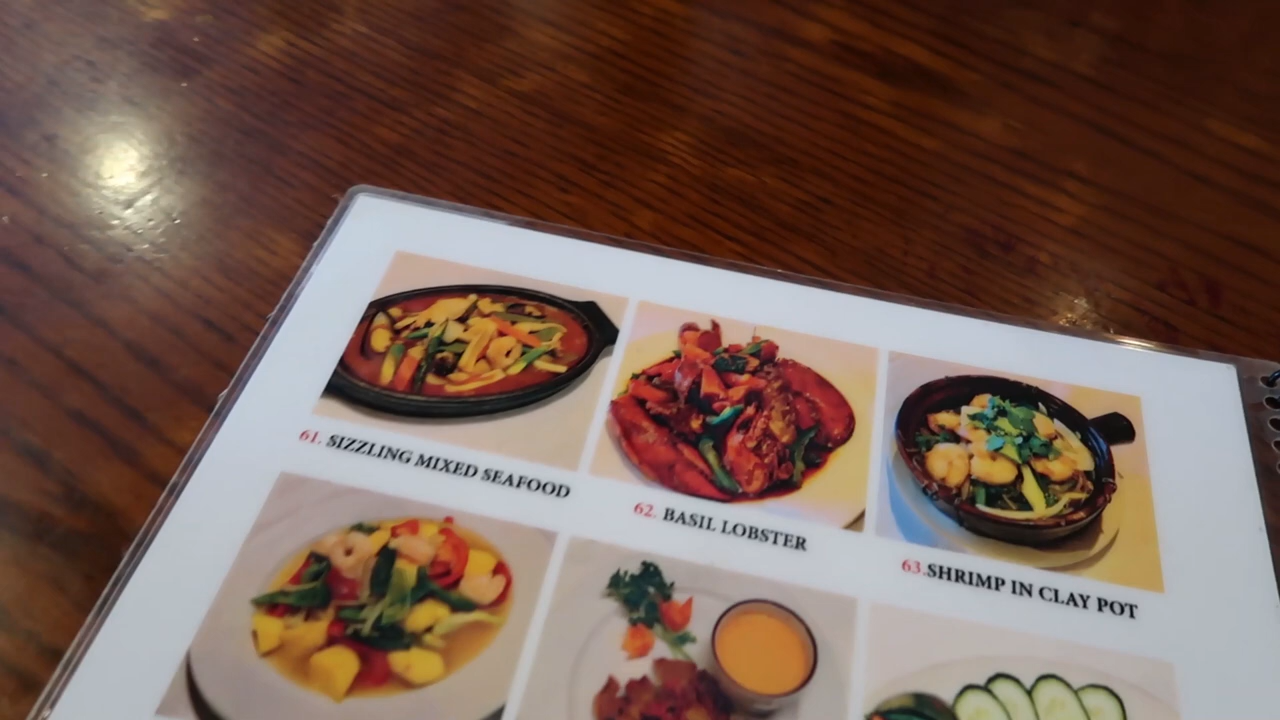 61. SIZZLING MIXED SEAFOOD
62. BASIL LOBSTER
63.SHRIMP IN CLAY POT